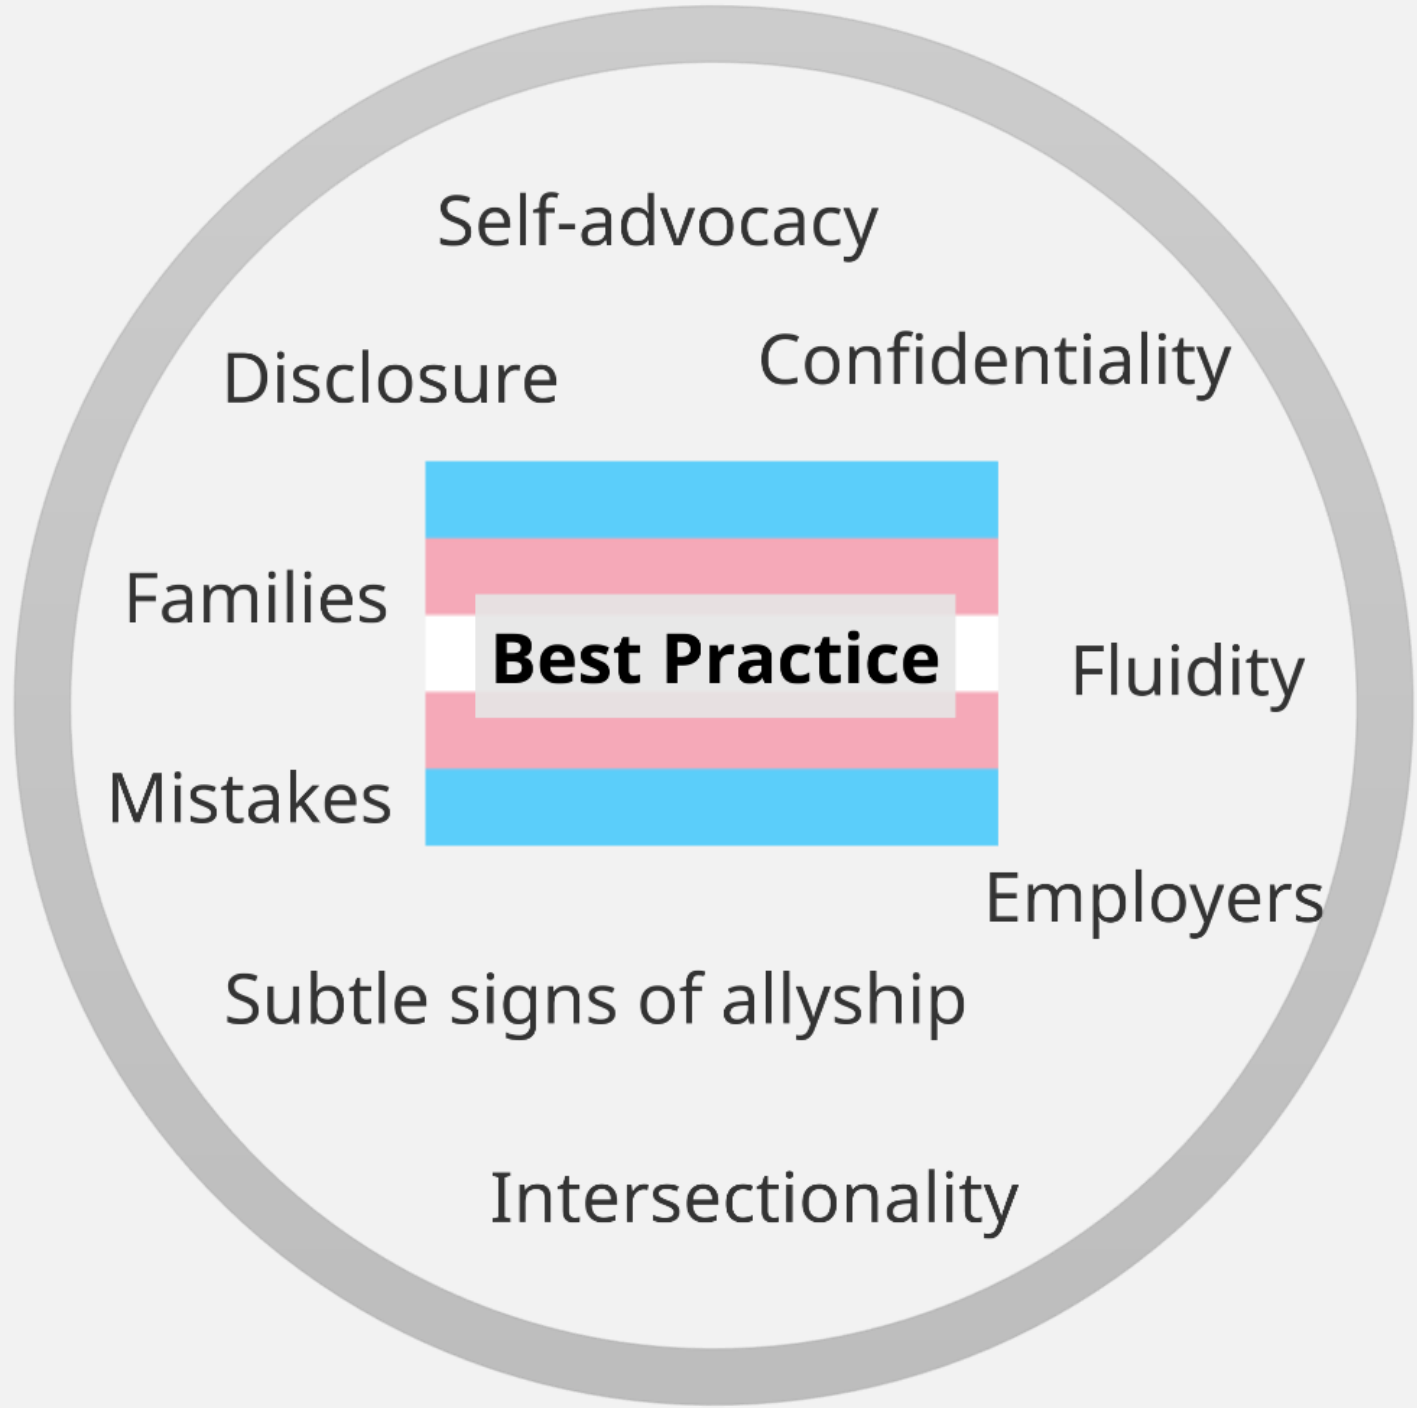 Self-advocacy
Confidentiality
Disclosure
Families
Best Practice
Fluidity
Mistakes
Employers
Subtle signs of allyship
Intersectionality